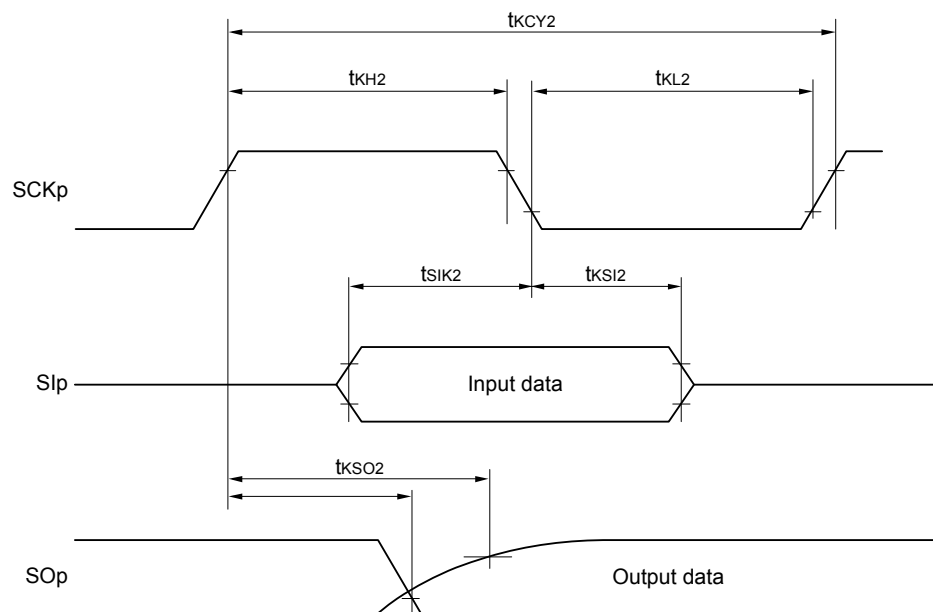 tKCY2
tKH2 tKL2
SCKp
tSIK2 tKSI2
SIp Input data
tKSO2
SOp Output data